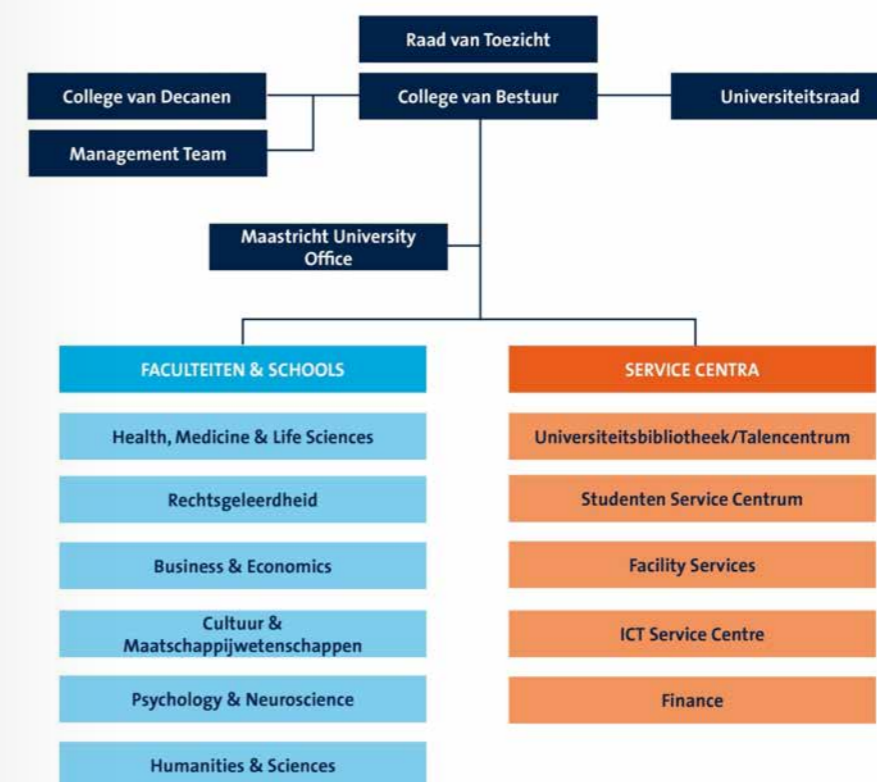 Raad van Toezicht
College van Decanen
College van Bestuur
Universiteitsraad
Management Team
Maastricht University
Office
FACULTEITEN & SCHOOLS
Health, Medicine & Life Sciences
Rechtsgeleerdheid
Business & Economics
Cultuur &
Maatschappijwetenschappen
Psychology & Neuroscience
Humanities & Sciences
SERVICE CENTRA
Universiteitsbibliotheek/Talencentrum
Studenten Service Centrum
Facility Services
ICT Service Centre
Finance